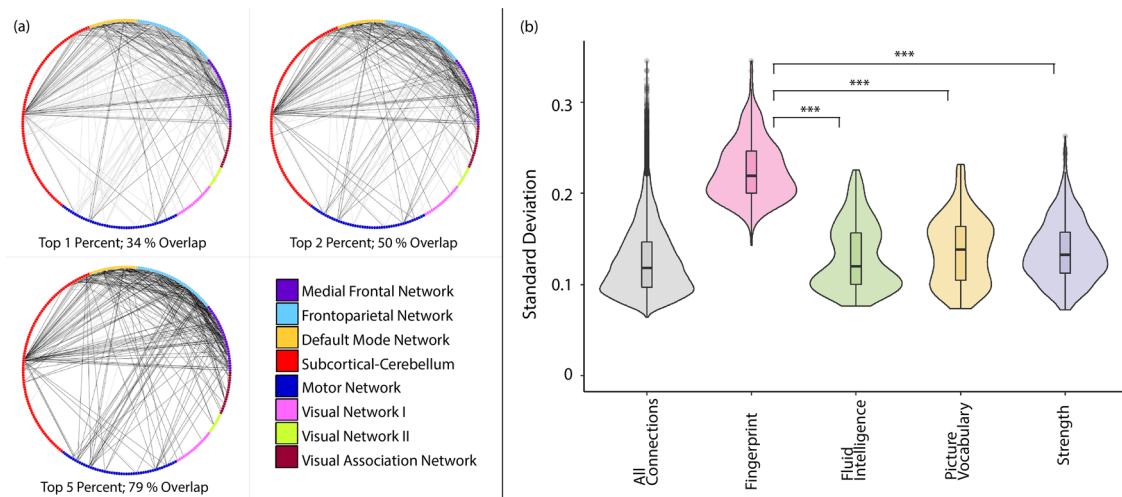 (a)
Top 1 Percent; 34 % Overlap
Top 2 Percent; 50 % Overlap
Top 5 Percent; 79 % Overlap
Medial Frontal Network
Frontoparietal Network
Default Mode Network
Subcortical-Cerebellum
Motor Network
Visual Network I
Visual Network II
Visual Association Network
(b)
Standard Deviation
0.3
0.2
0.1
0
***
***
***
All
Connections
Fingerprint
Fluid
Intelligence
Picture
Vocabulary
Strength